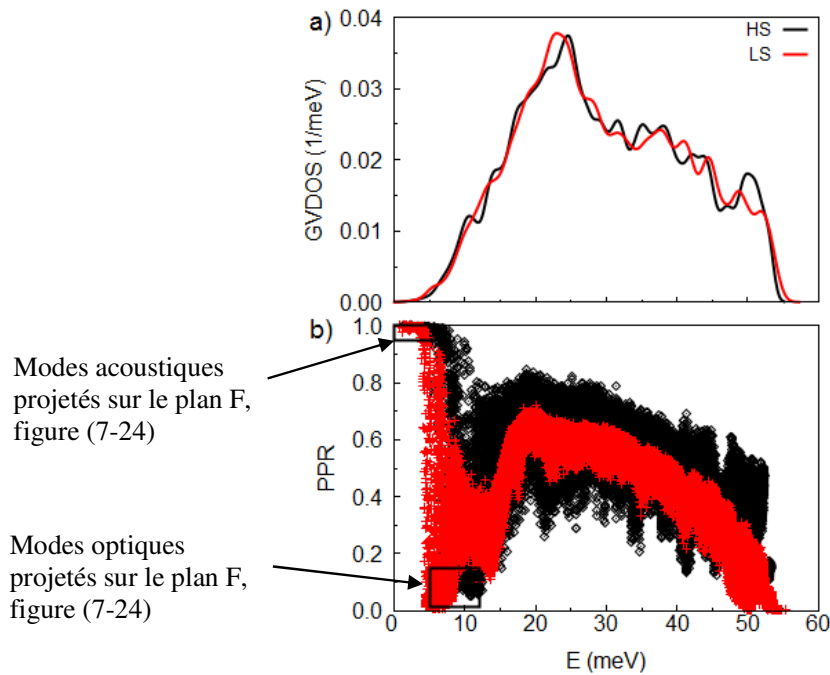 a)
HS
LS
GVDOS (1/meV)
0.04
0.03
0.02
0.01
0.00
b)
PPR
1.0
0.8
0.6
0.4
0.2
0.0
0 10 20 30 40 50 60
E (meV)
Modes acoustiques
projetés sur le plan F,
figure (7-24)
Modes optiques
projetés sur le plan F,
figure (7-24)